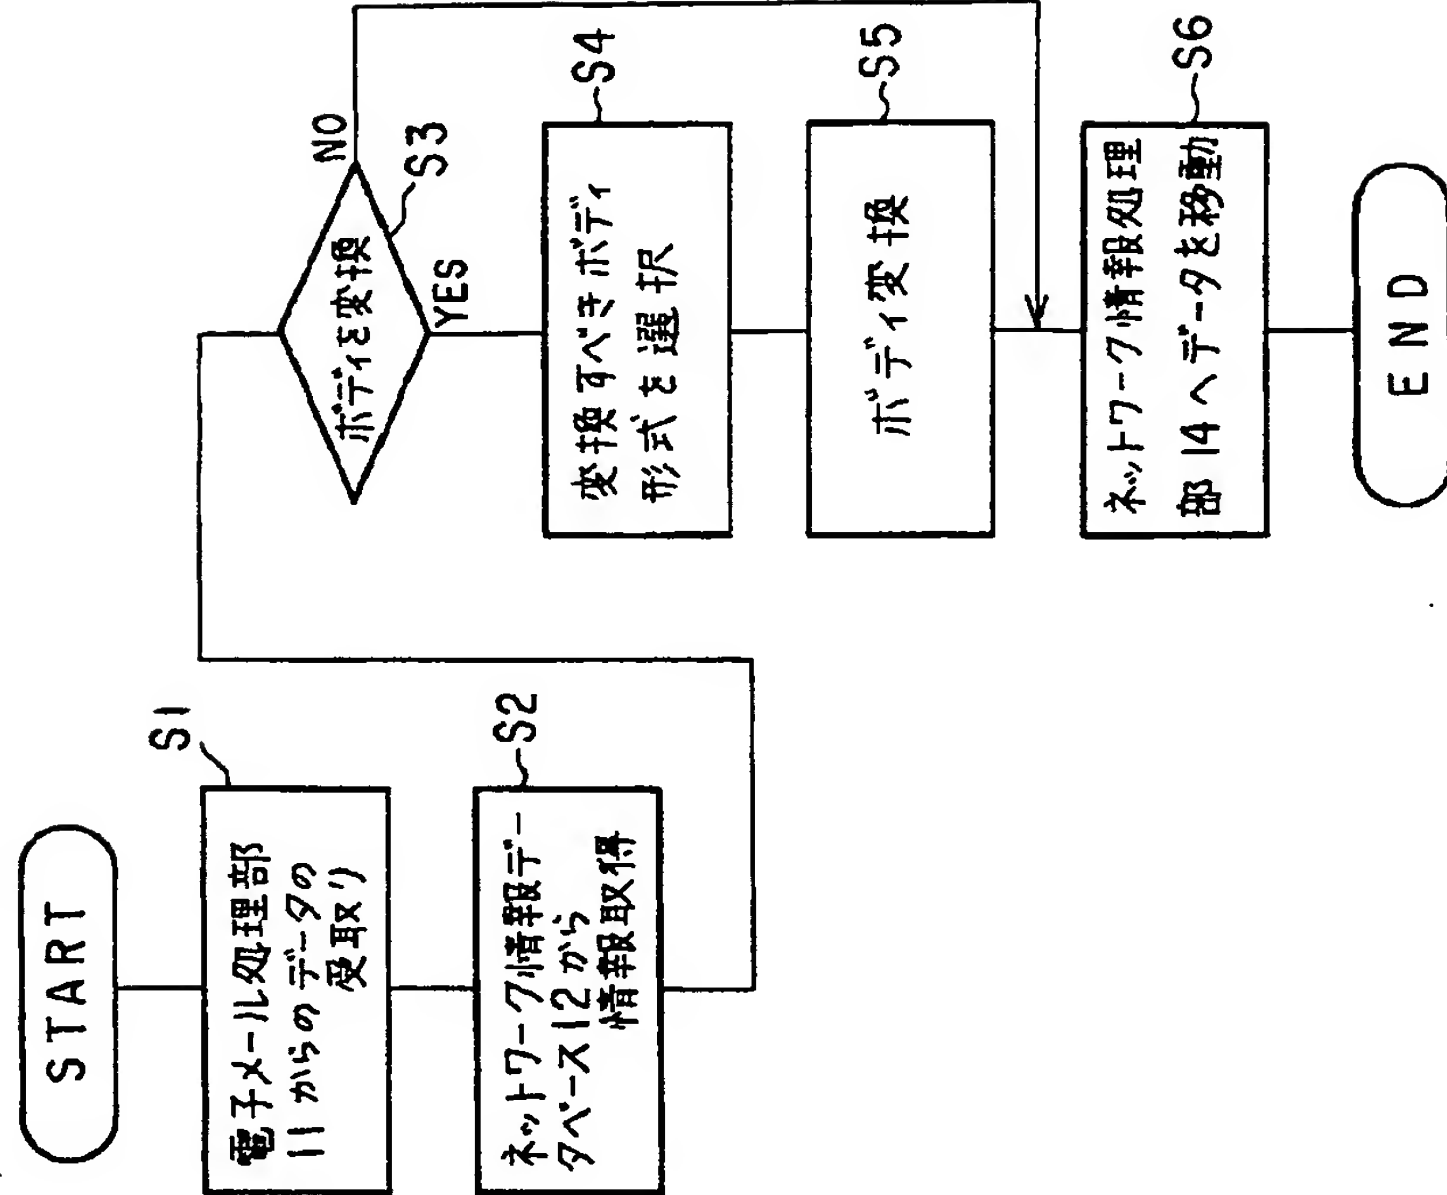 START
S1
電子メール処理部
11からのデータの
受取り
S2
ネットワーク情報デー
タベース12から
情報取得
ボディを変換
S3
NO
YES
S4
変換すべきボディ
形式を選択
S5
ボディ変換
S6
ネットワーク情報処理
部14へデータを移動
END